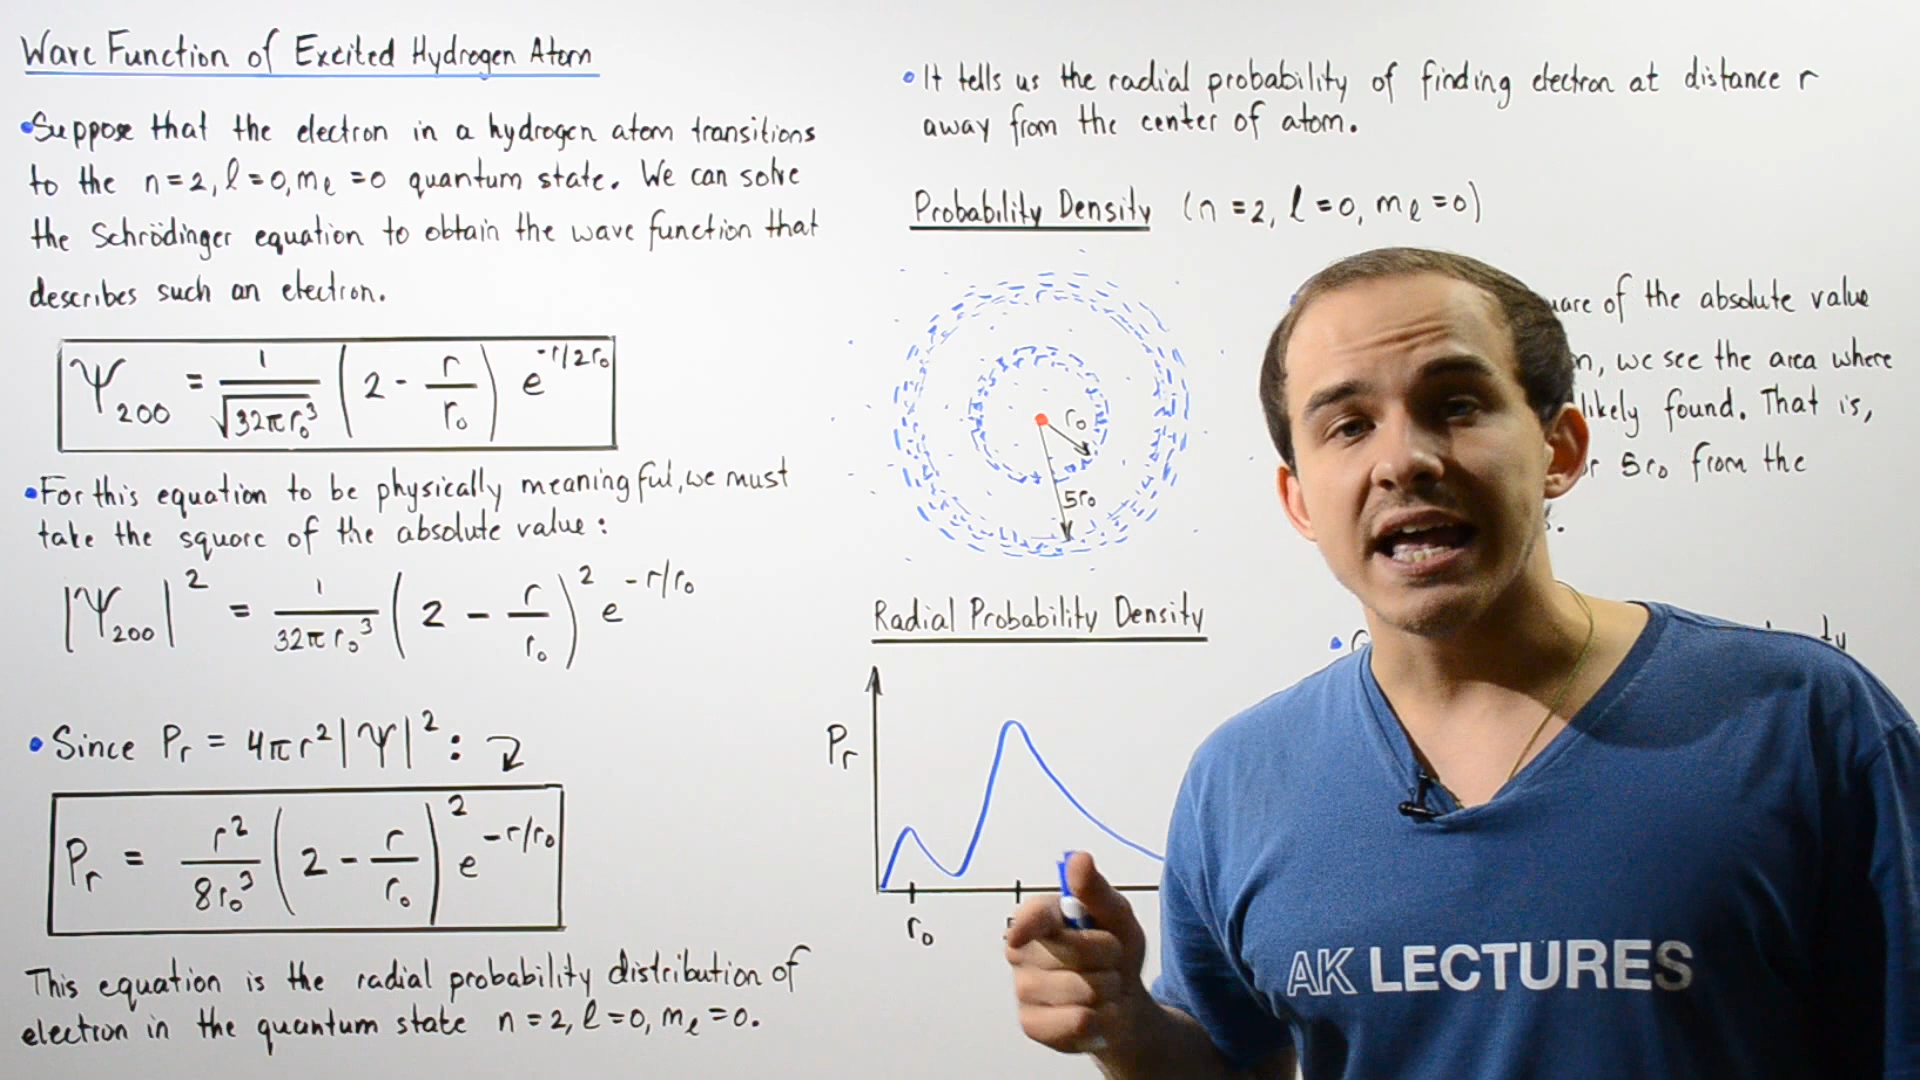 Wave Function of Excited Hydrogen Atom
• Suppose that the electron in a hydrogen atom transitions
to the n=2, ℓ=0, mℓ=0 quantum state. We can solve
the Schrödinger equation to obtain the wave function that
describes such an electron.
Ψ₂₀₀ = 1/√(32πr₀³) (2 - r/r₀) e^(-r/2r₀)
• For this equation to be physically meaningful, we must
take the square of the absolute value:
|Ψ₂₀₀|² = 1/(32πr₀³) (2 - r/r₀)² e^(-r/r₀)
• Since Pr = 4πr²|Ψ|² :
Pr = r²/(8r₀³) (2 - r/r₀)² e^(-r/r₀)
This equation is the radial probability distribution of
electron in the quantum state n=2, ℓ=0, mℓ=0.
• It tells us the radial probability of finding electron at distance r
away from the center of atom.
Probability Density (n=2, ℓ=0, mℓ=0)
of the absolute value
we see the area where
likely found. That is,
5r₀ from the
r₀
5r₀
Radial Probability Density
Pr
r₀
AK LECTURES